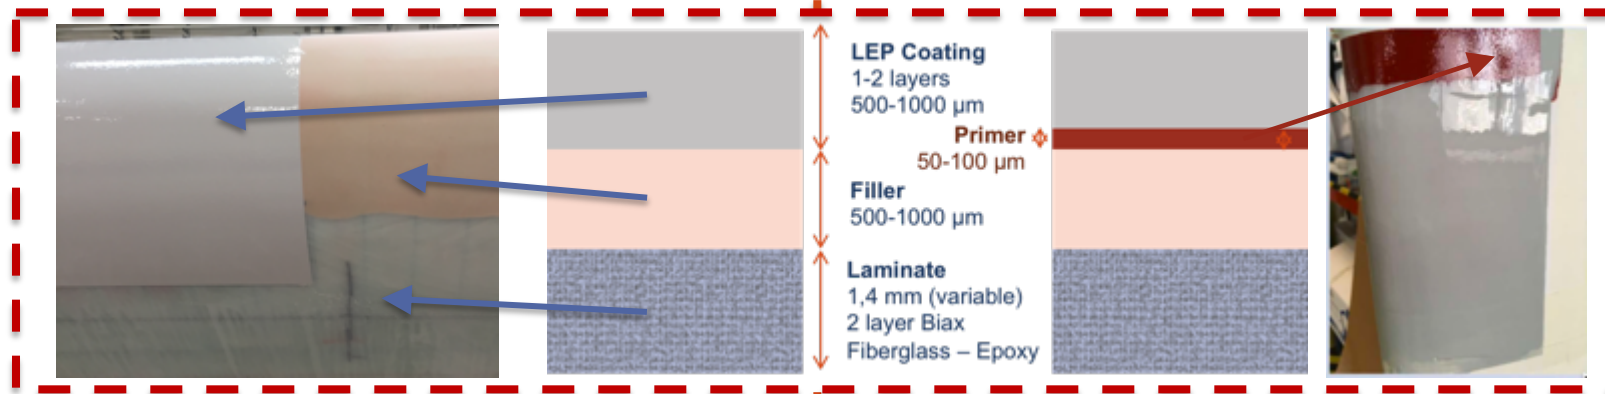 LEP Coating
1-2 layers
500-1000 µm
Primer
50-100 µm
Filler
500-1000 µm
Laminate
1,4 mm (variable)
2 layer Biax
Fiberglass – Epoxy